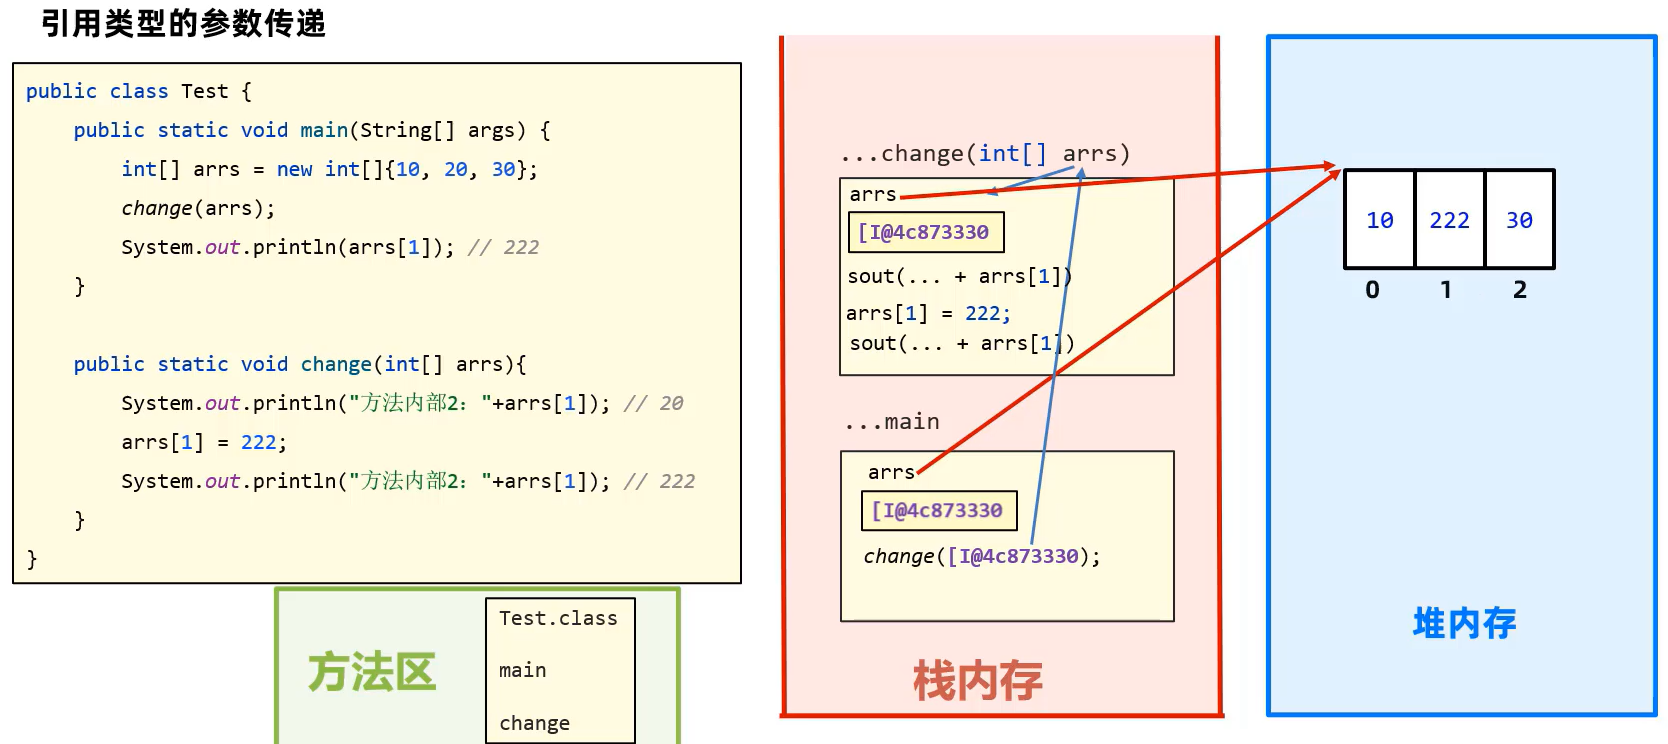 引用类型的参数传递
public class Test {
public static void main(String[] args) {
int[] arrs = new int[]{10, 20, 30};
change(arrs);
System.out.println(arrs[1]); // 222
}
public static void change(int[] arrs){
System.out.println("方法内部2："+arrs[1]); // 20
arrs[1] = 222;
System.out.println("方法内部2："+arrs[1]); // 222
}
}
方法区
Test.class
main
change
...change(int[] arrs)
arrs
[I@4c873330
sout(... + arrs[1])
arrs[1] = 222;
sout(... + arrs[1])
...main
arrs
[I@4c873330
change([I@4c873330);
栈内存
10 222 30
0 1 2
堆内存